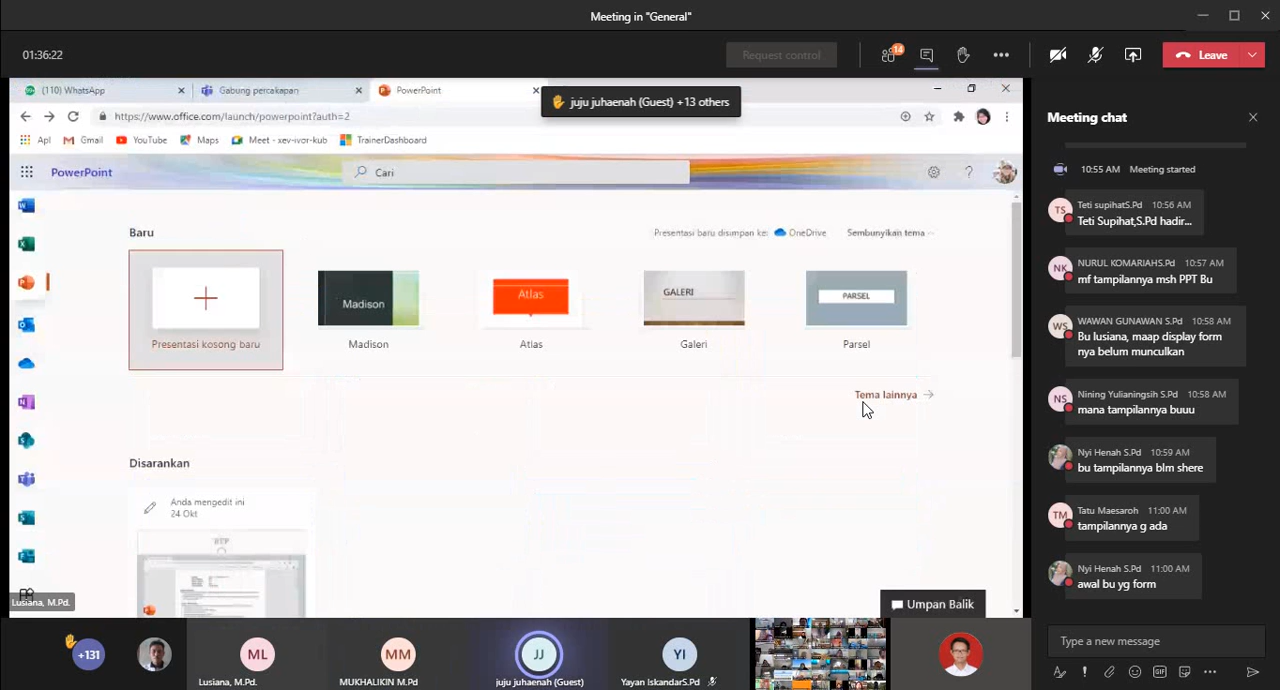 Meeting in "General"
01:36:22
Request control
14
Leave
(110) WhatsApp
Gabung percakapan
PowerPoint
juju juhaenah (Guest) +13 others
https://www.office.com/launch/powerpoint?auth=2
Apl
Gmail
YouTube
Maps
Meet - xev-ivor-kub
TrainerDashboard
PowerPoint
Cari
Baru
Presentasi baru disimpan ke:
OneDrive
Sembunyikan tema
Madison
Atlas
GALERI
PARSEL
Presentasi kosong baru
Madison
Atlas
Galeri
Parsel
Tema lainnya
Disarankan
Anda mengedit ini
24 Okt
Lusiana, M.Pd.
Umpan Balik
+131
ML
Lusiana, M.Pd.
MM
MUKHALIKIN M.Pd
JJ
juju juhaenah (Guest)
YI
Yayan IskandarS.Pd
Meeting chat
10:55 AM Meeting started
TS
Teti supihatS.Pd 10:56 AM
Teti Supihat,S.Pd hadir...
NK
NURUL KOMARIAHS.Pd 10:57 AM
mf tampilannya msh PPT Bu
WS
WAWAN GUNAWAN S.Pd 10:58 AM
Bu lusiana, maap display form
nya belum munculkan
NS
Nining Yulianingsih S.Pd 10:58 AM
mana tampilannya buuu
Nyi Henah S.Pd 10:59 AM
bu tampilannya blm shere
TM
Tatu Maesaroh 11:00 AM
tampilannya g ada
Nyi Henah S.Pd 11:00 AM
awal bu yg form
Type a new message
GIF